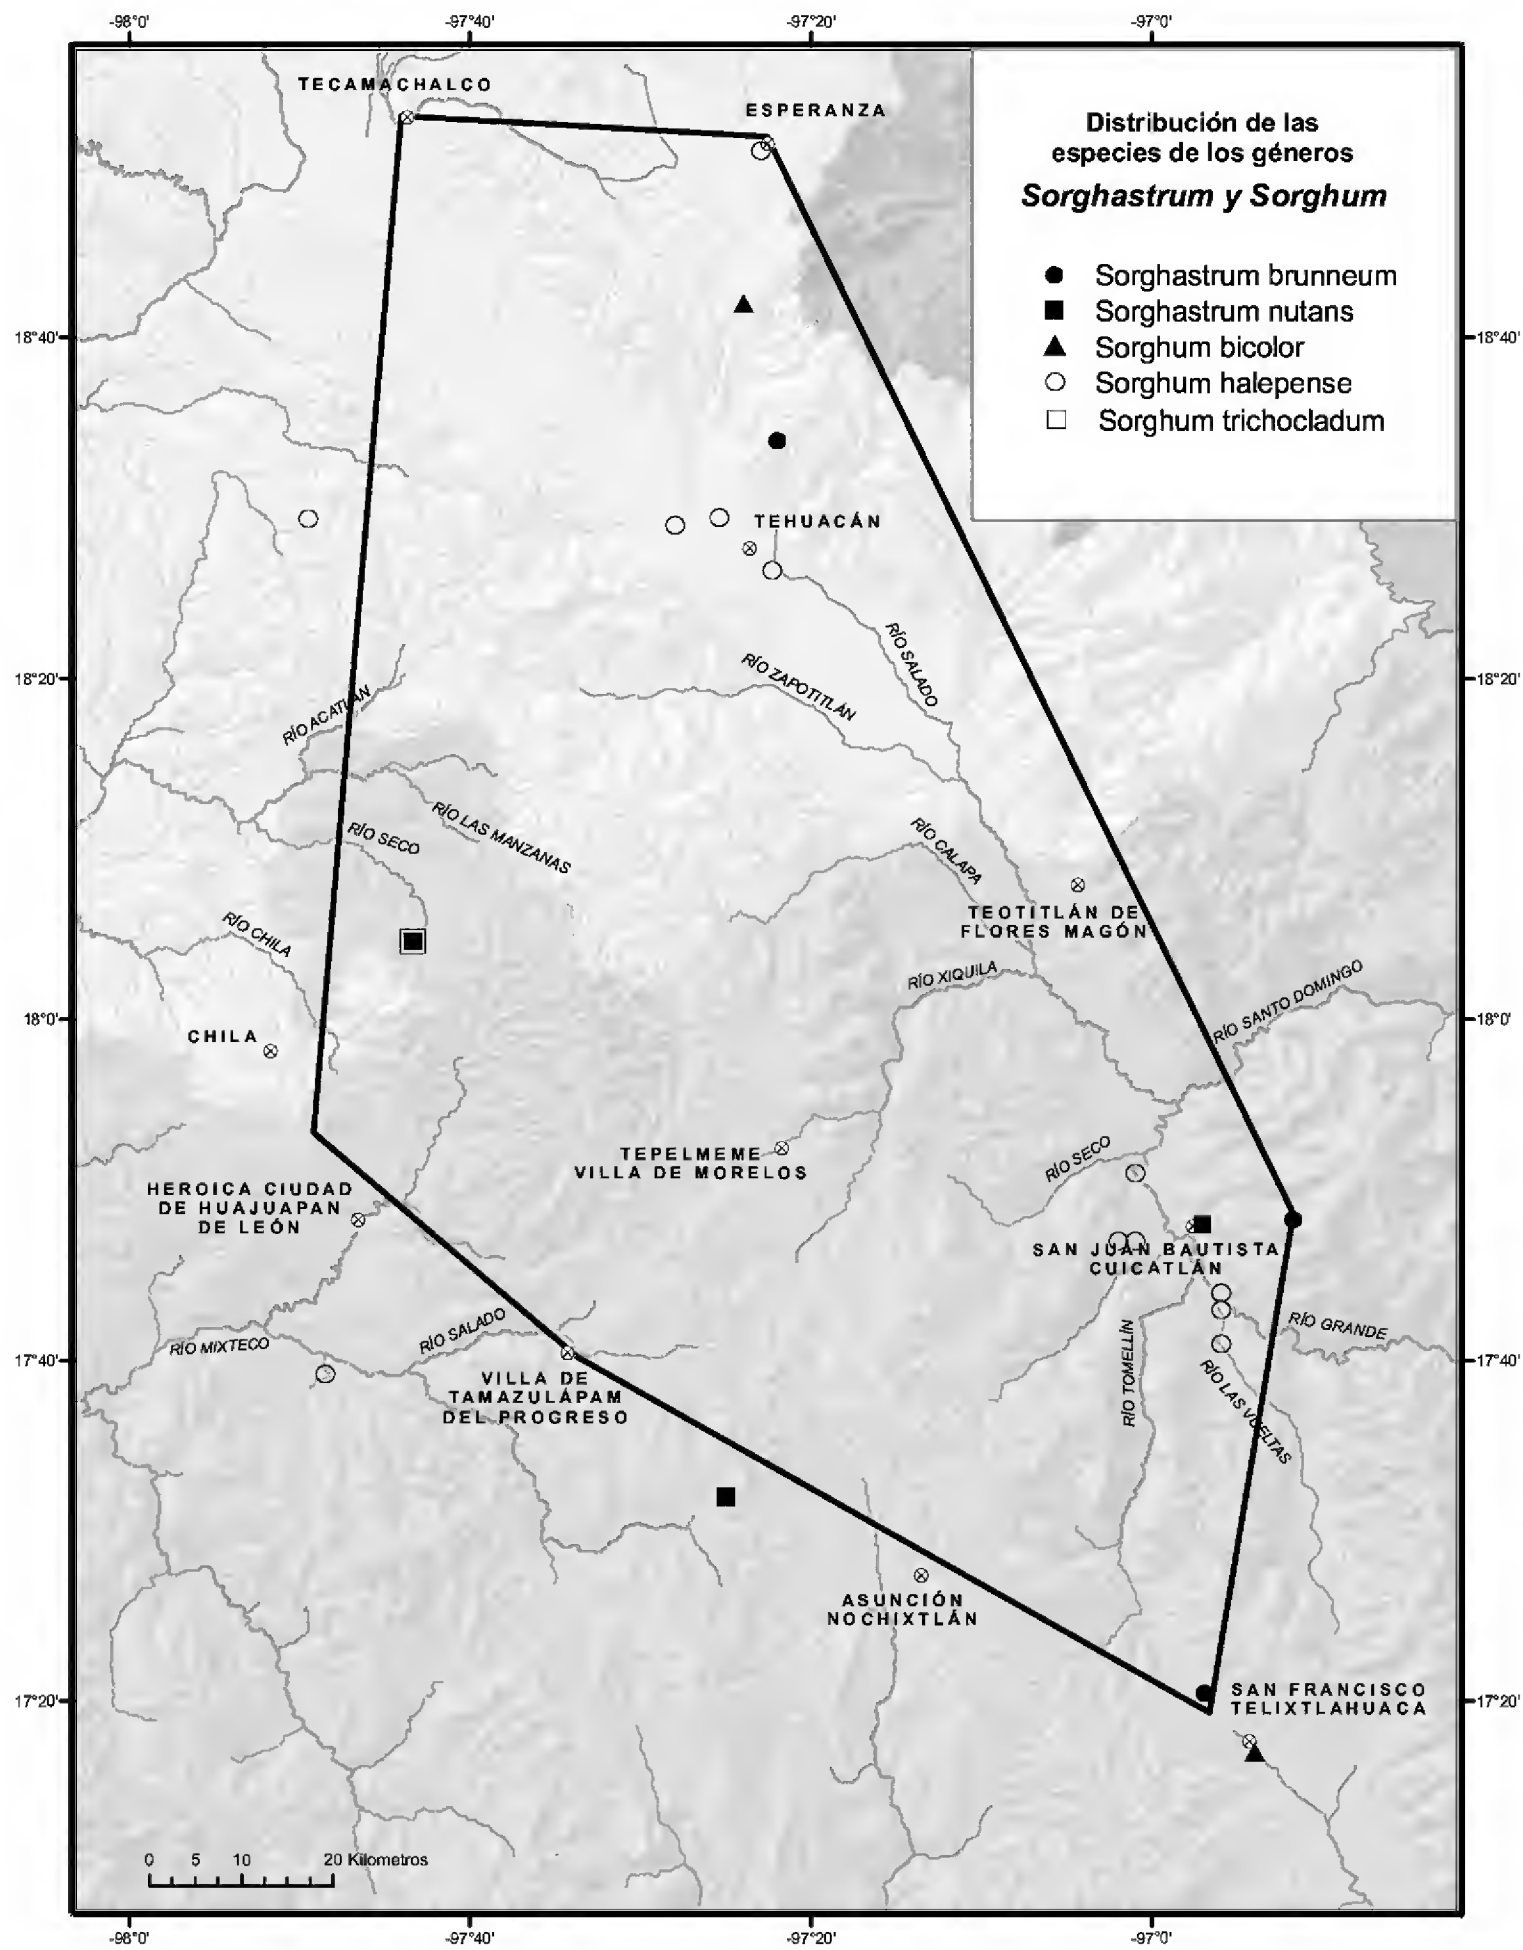 -98°0'
-97°40'
-97°20'
-97°0'
TECAMACHALCO
ESPERANZA
Distribución de las
especies de los géneros
Sorghastrum y Sorghum
Sorghastrum brunneum
Sorghastrum nutans
Sorghum bicolor
Sorghum halepense
Sorghum trichocladum
18°40'
18°40'
TEHUACÁN
RÍO SALADO
RÍO ZAPOTITLÁN
18°20'
18°20'
RÍO ACATLÁN
RÍO LAS MANZANAS
RÍO SECO
RÍO CALAPA
TEOTITLÁN DE
FLORES MAGÓN
RÍO CHILA
RÍO XIQUILA
RÍO SANTO DOMINGO
18°0'
18°0'
CHILA
RÍO SECO
TEPELMEME
VILLA DE MORELOS
HEROICA CIUDAD
DE HUAJUAPAN
DE LEÓN
SAN JUAN BAUTISTA
CUICATLÁN
RÍO SALADO
RÍO MIXTECO
RÍO GRANDE
17°40'
17°40'
RÍO TOMELLÍN
RÍO LAS VUELTAS
VILLA DE
TAMAZULÁPAM
DEL PROGRESO
ASUNCIÓN
NOCHIXTLÁN
SAN FRANCISCO
TELIXTLAHUACA
17°20'
17°20'
0 5 10 20 Kilometros
-98°0'
-97°40'
-97°20'
-97°0'